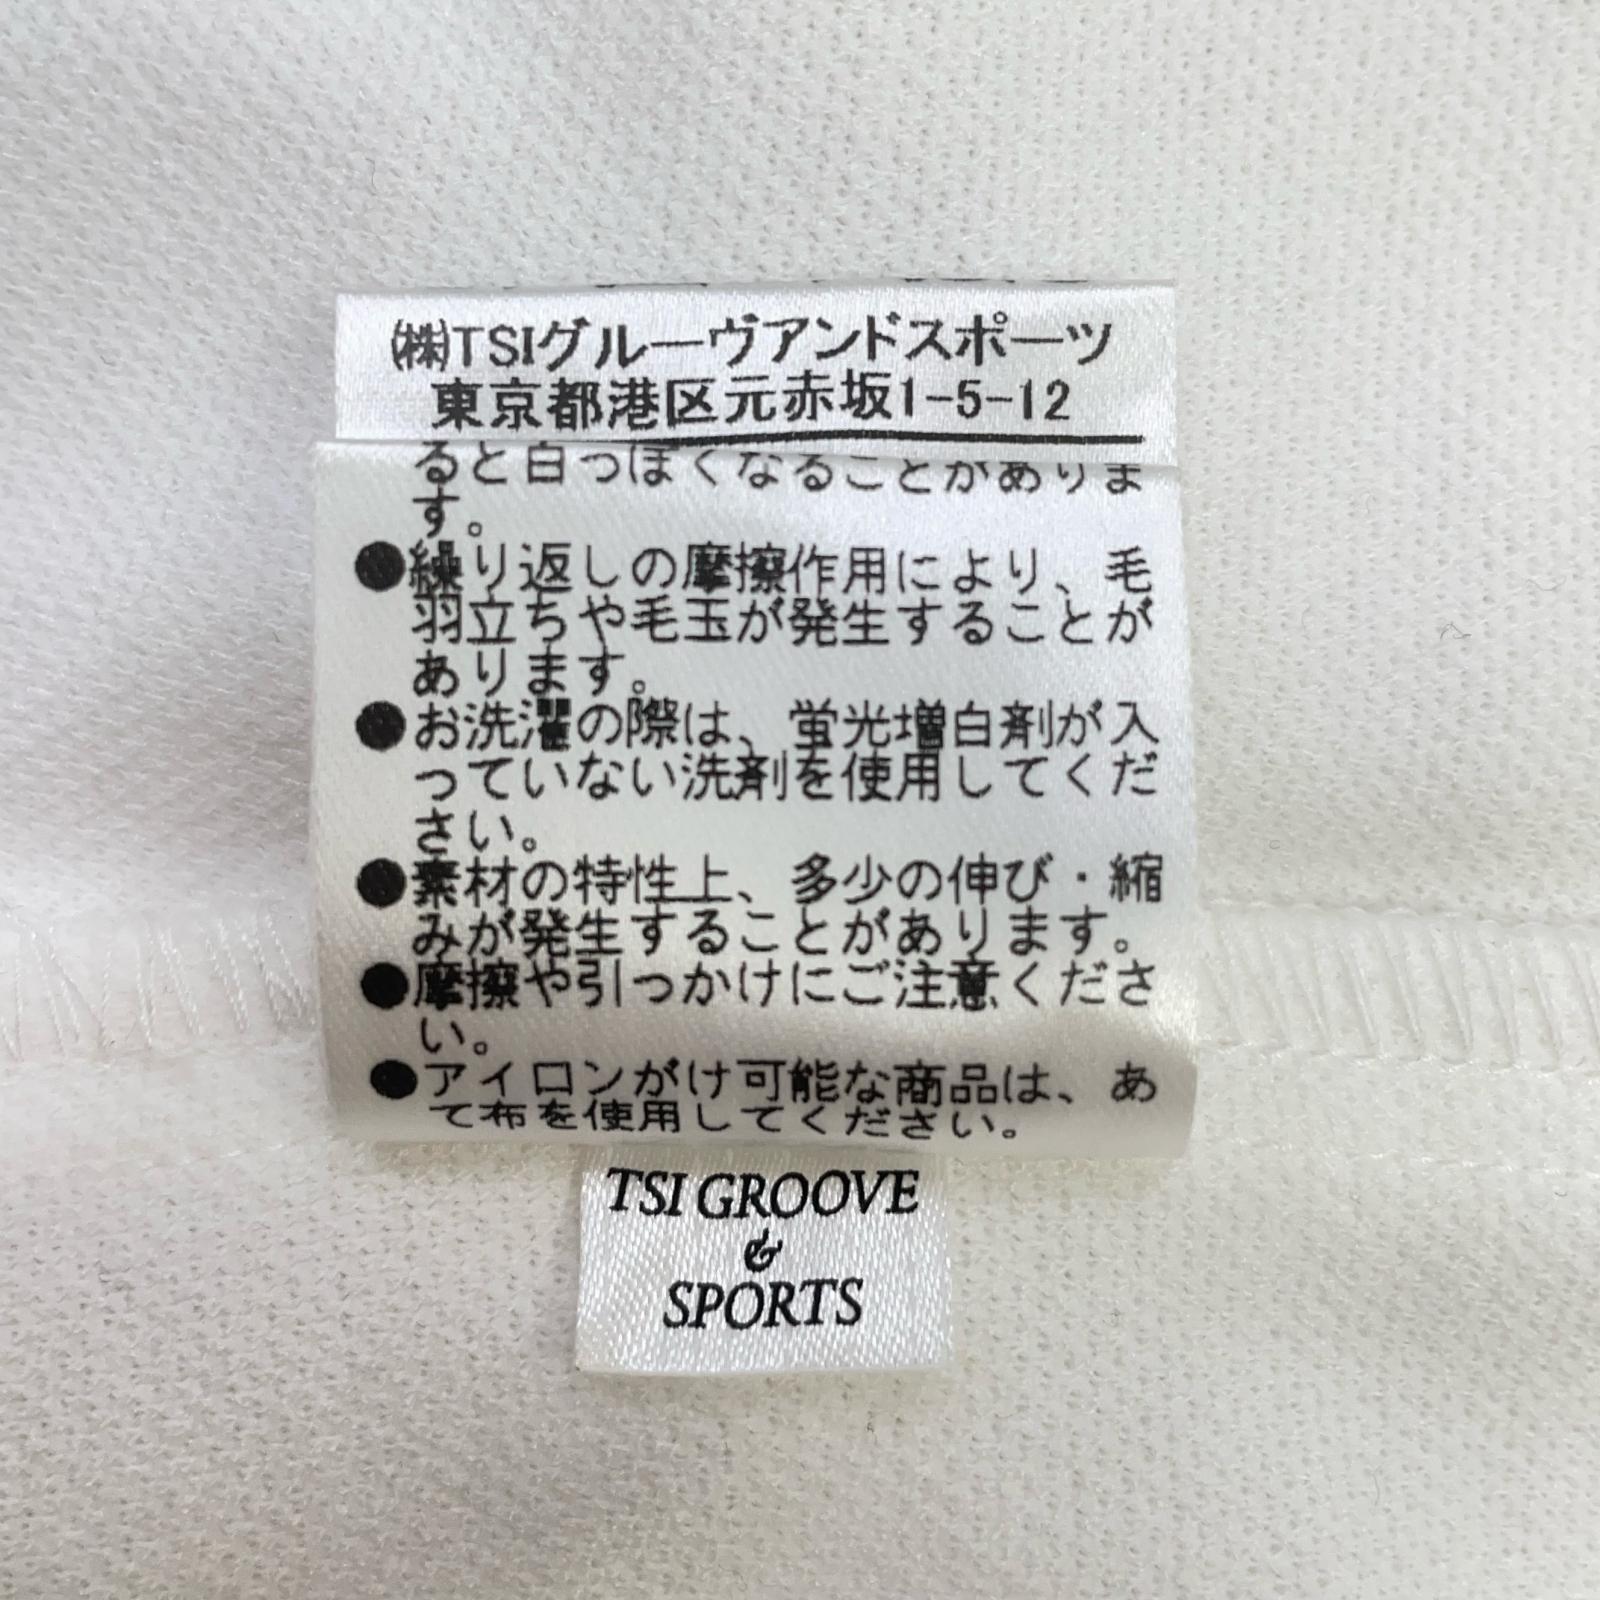 ㈱TSIグルーヴアンドスポーツ
東京都港区元赤坂1-5-12
ると白っぽくなることがありま
す。
●繰り返しの摩擦作用により、毛
羽立ちや毛玉が発生することが
あります。
●お洗濯の際は、蛍光増白剤が入
っていない洗剤を使用してくだ
さい。
●素材の特性上、多少の伸び・縮
みが発生することがあります。
●摩擦や引っかけにご注意くださ
い。
●アイロンがけ可能な商品は、あ
て布を使用してください。
TSI GROOVE
&
SPORTS